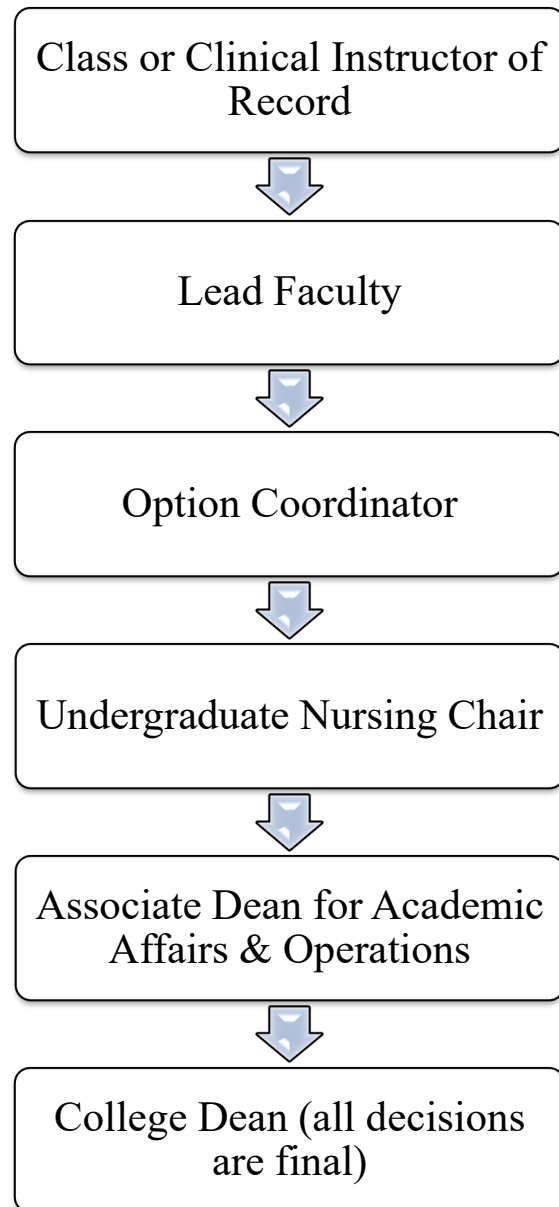 Class or Clinical Instructor of
Record
Lead Faculty
Option Coordinator
Undergraduate Nursing Chair
Associate Dean for Academic
Affairs & Operations
College Dean (all decisions
are final)